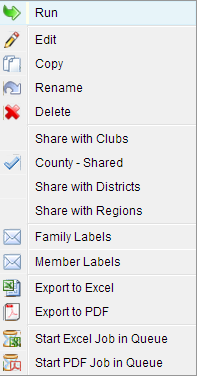 Run
Edit
Copy
Rename
Delete
Share with Clubs
County - Shared
Share with Districts
Share with Regions
Family Labels
Member Labels
Export to Excel
Export to PDF
Start Excel Job in Queue
Start PDF Job in Queue